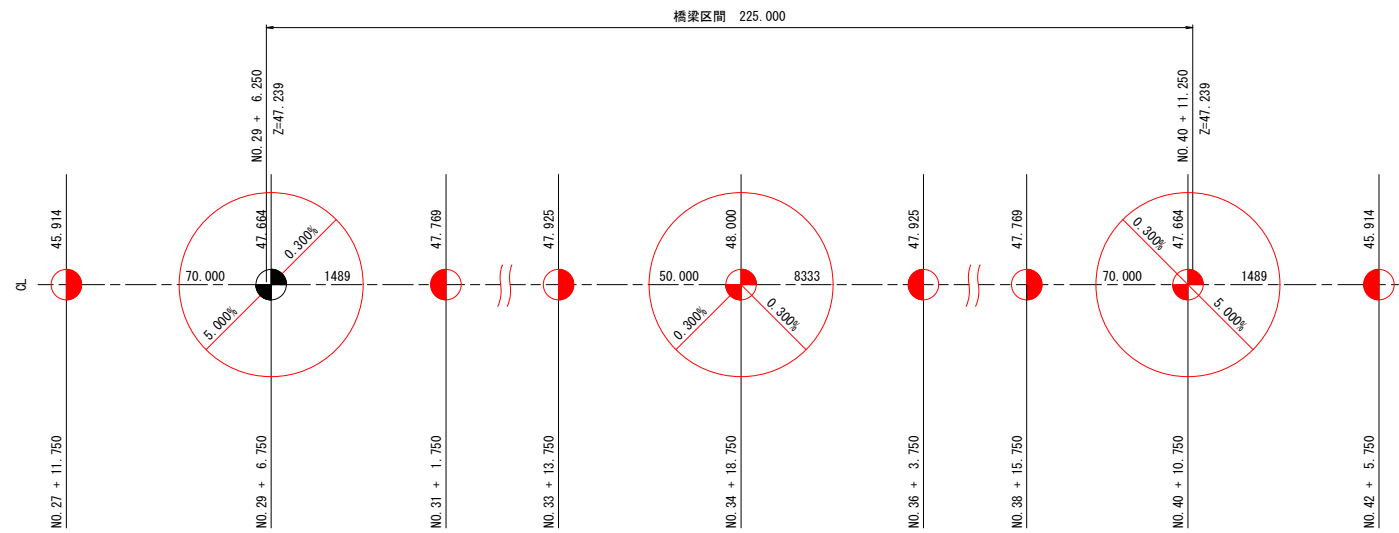 橋梁区間 225.000
NO.29 + 6.250
Z=47.239
NO.40 + 11.250
Z=47.239
45.914
47.664
47.769
47.925
48.000
47.925
47.769
47.664
45.914
CL
70.000
1489
0.300%
5.000%
50.000
8333
0.300%
0.300%
70.000
1489
0.300%
5.000%
NO.27 + 11.750
NO.29 + 6.750
NO.31 + 1.750
NO.33 + 13.750
NO.34 + 18.750
NO.36 + 3.750
NO.38 + 15.750
NO.40 + 10.750
NO.42 + 5.750